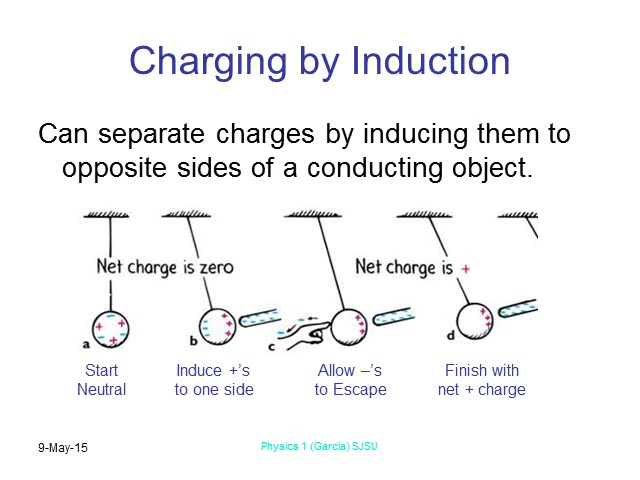 Charging by Induction
Can separate charges by inducing them to
opposite sides of a conducting object.
Net charge is zero
Net charge is +
a
b
c
d
Start
Neutral
Induce +'s
to one side
Allow –'s
to Escape
Finish with
net + charge
9-May-15
Physics 1 (Garcia) SJSU